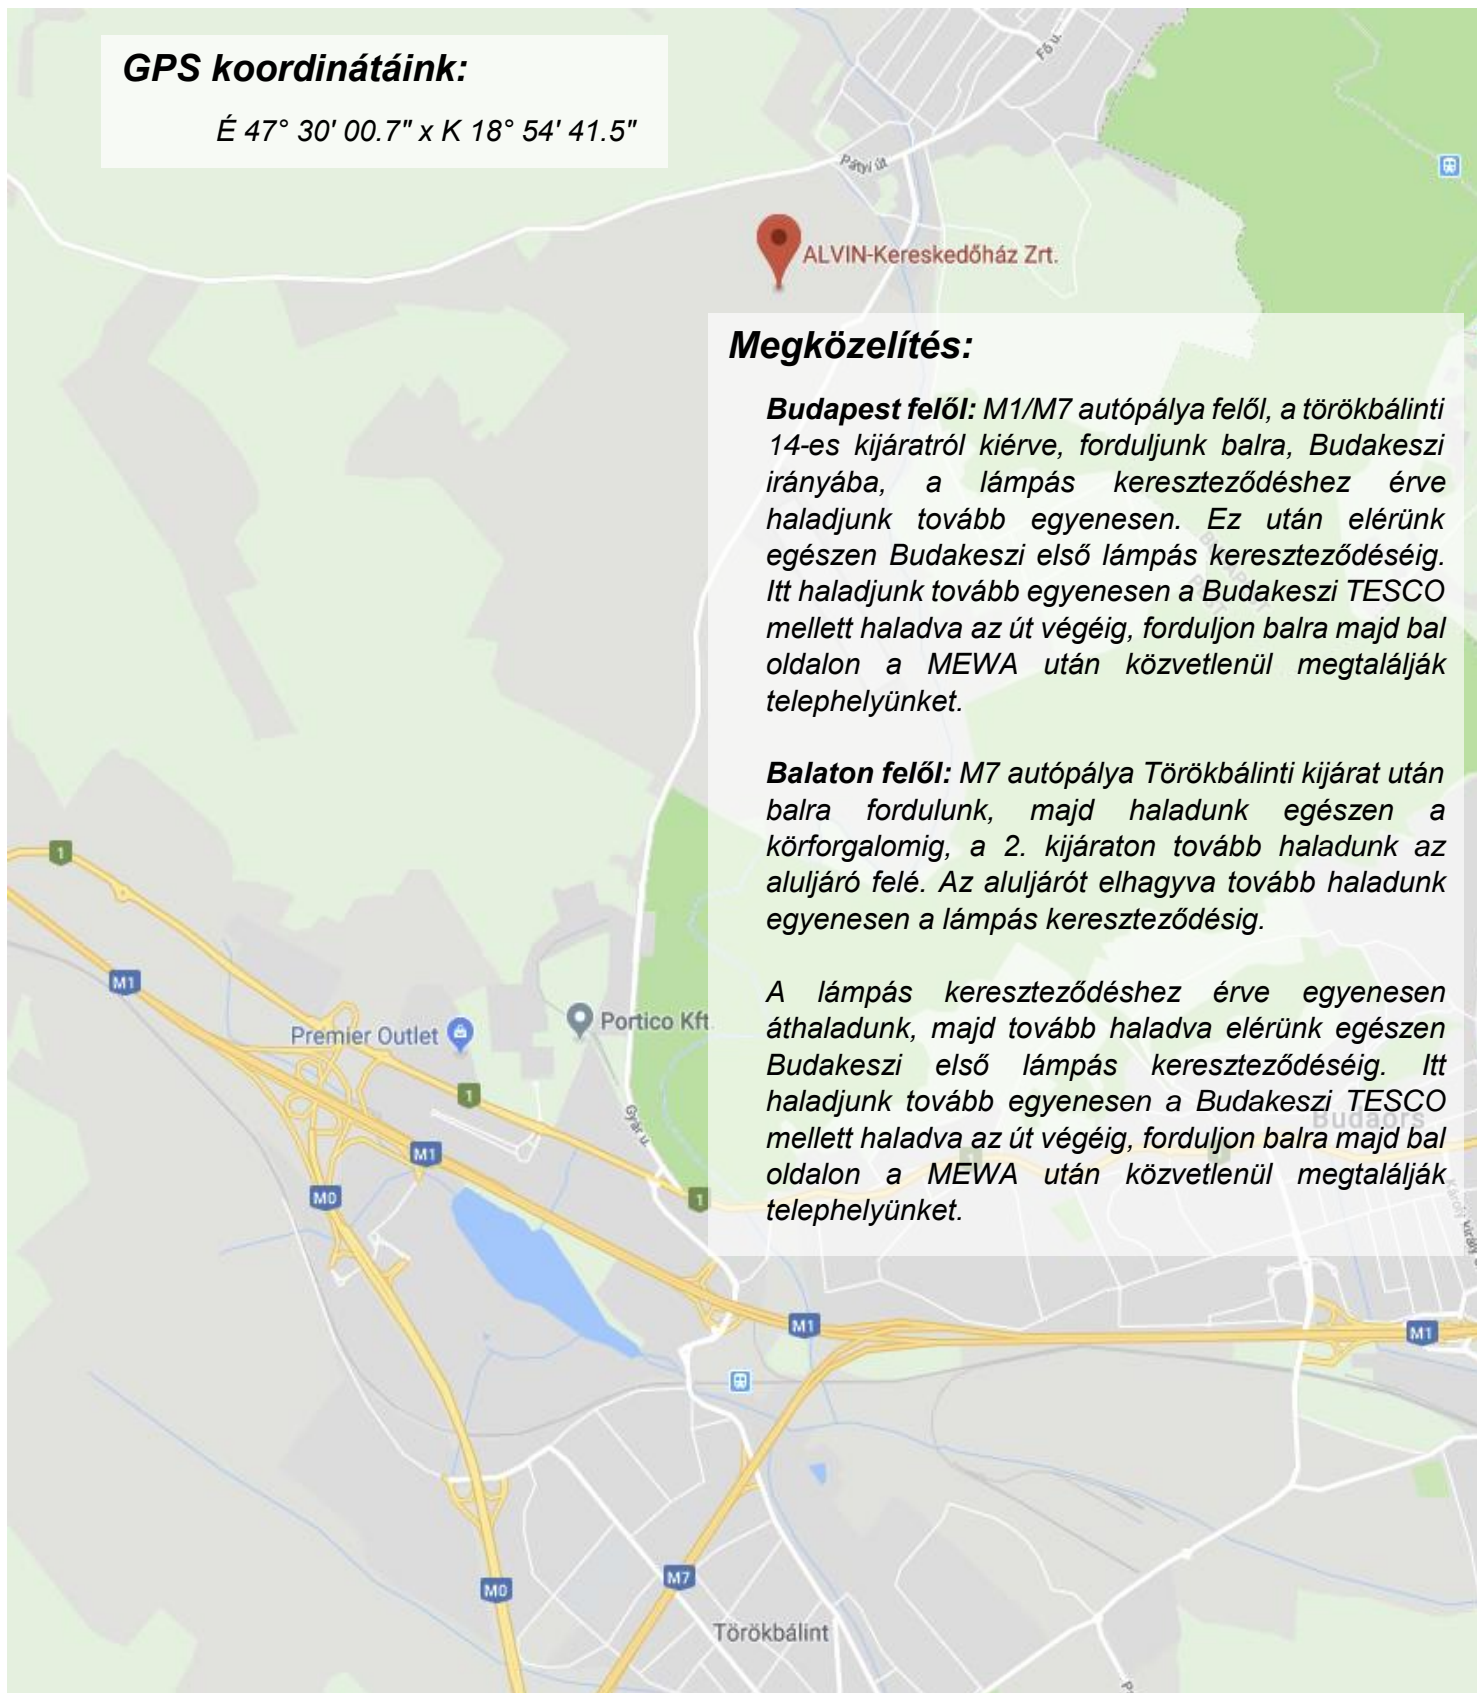 GPS koordinátáink:
É 47° 30' 00.7" x K 18° 54' 41.5"
Fő u.
Pátyi út
ALVIN-Kereskedőház Zrt.
Megközelítés:
Budapest felől: M1/M7 autópálya felől, a törökbálinti
14-es kijáratról kiérve, forduljunk balra, Budakeszi
irányába, a lámpás kereszteződéshez érve
haladjunk tovább egyenesen. Ez után elérünk
egészen Budakeszi első lámpás kereszteződéséig.
Itt haladjunk tovább egyenesen a Budakeszi TESCO
mellett haladva az út végéig, forduljon balra majd bal
oldalon a MEWA után közvetlenül megtalálják
telephelyünket.
Balaton felől: M7 autópálya Törökbálinti kijárat után
balra fordulunk, majd haladunk egészen a
körforgalomig, a 2. kijáraton tovább haladunk az
aluljáró felé. Az aluljárót elhagyva tovább haladunk
egyenesen a lámpás kereszteződésig.
A lámpás kereszteződéshez érve egyenesen
áthaladunk, majd tovább haladva elérünk egészen
Budakeszi első lámpás kereszteződéséig. Itt
haladjunk tovább egyenesen a Budakeszi TESCO
mellett haladva az út végéig, forduljon balra majd bal
oldalon a MEWA után közvetlenül megtalálják
telephelyünket.
1
M1
Premier Outlet
Portico Kft.
1
Gyár u.
Budaörs
M1
1
1
1
M0
Károly király
M1
M1
M7
M0
Törökbálint